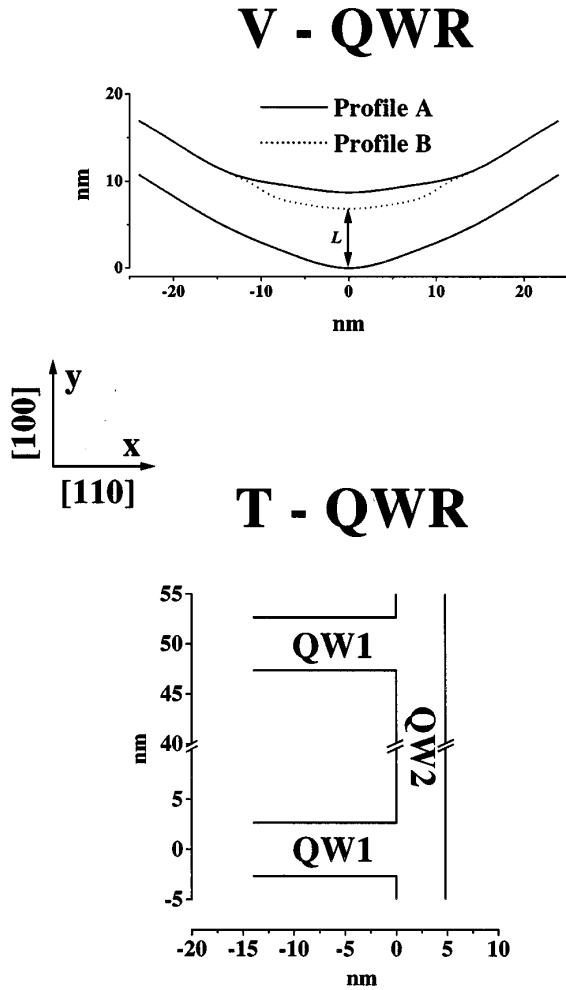 V - QWR
20
10
0
nm
Profile A
Profile B
L
-20 -10 0 10 20
nm
[100]
y
x
[110]
T - QWR
55
50
45
40
5
0
-5
nm
QW1
QW2
QW1
-20 -15 -10 -5 0 5 10
nm